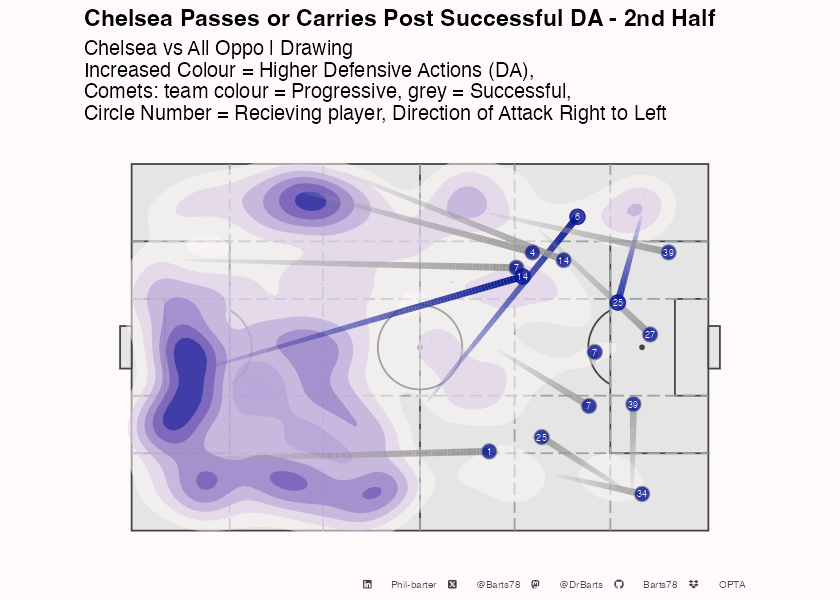 Chelsea Passes or Carries Post Successful DA - 2nd Half
Chelsea vs All Oppo | Drawing
Increased Colour = Higher Defensive Actions (DA),
Comets: team colour = Progressive, grey = Successful,
Circle Number = Recieving player, Direction of Attack Right to Left
6
4
39
14
7
14
25
27
7
39
7
25
1
34
Phil-barter @Barts78 @DrBarts Barts78 OPTA